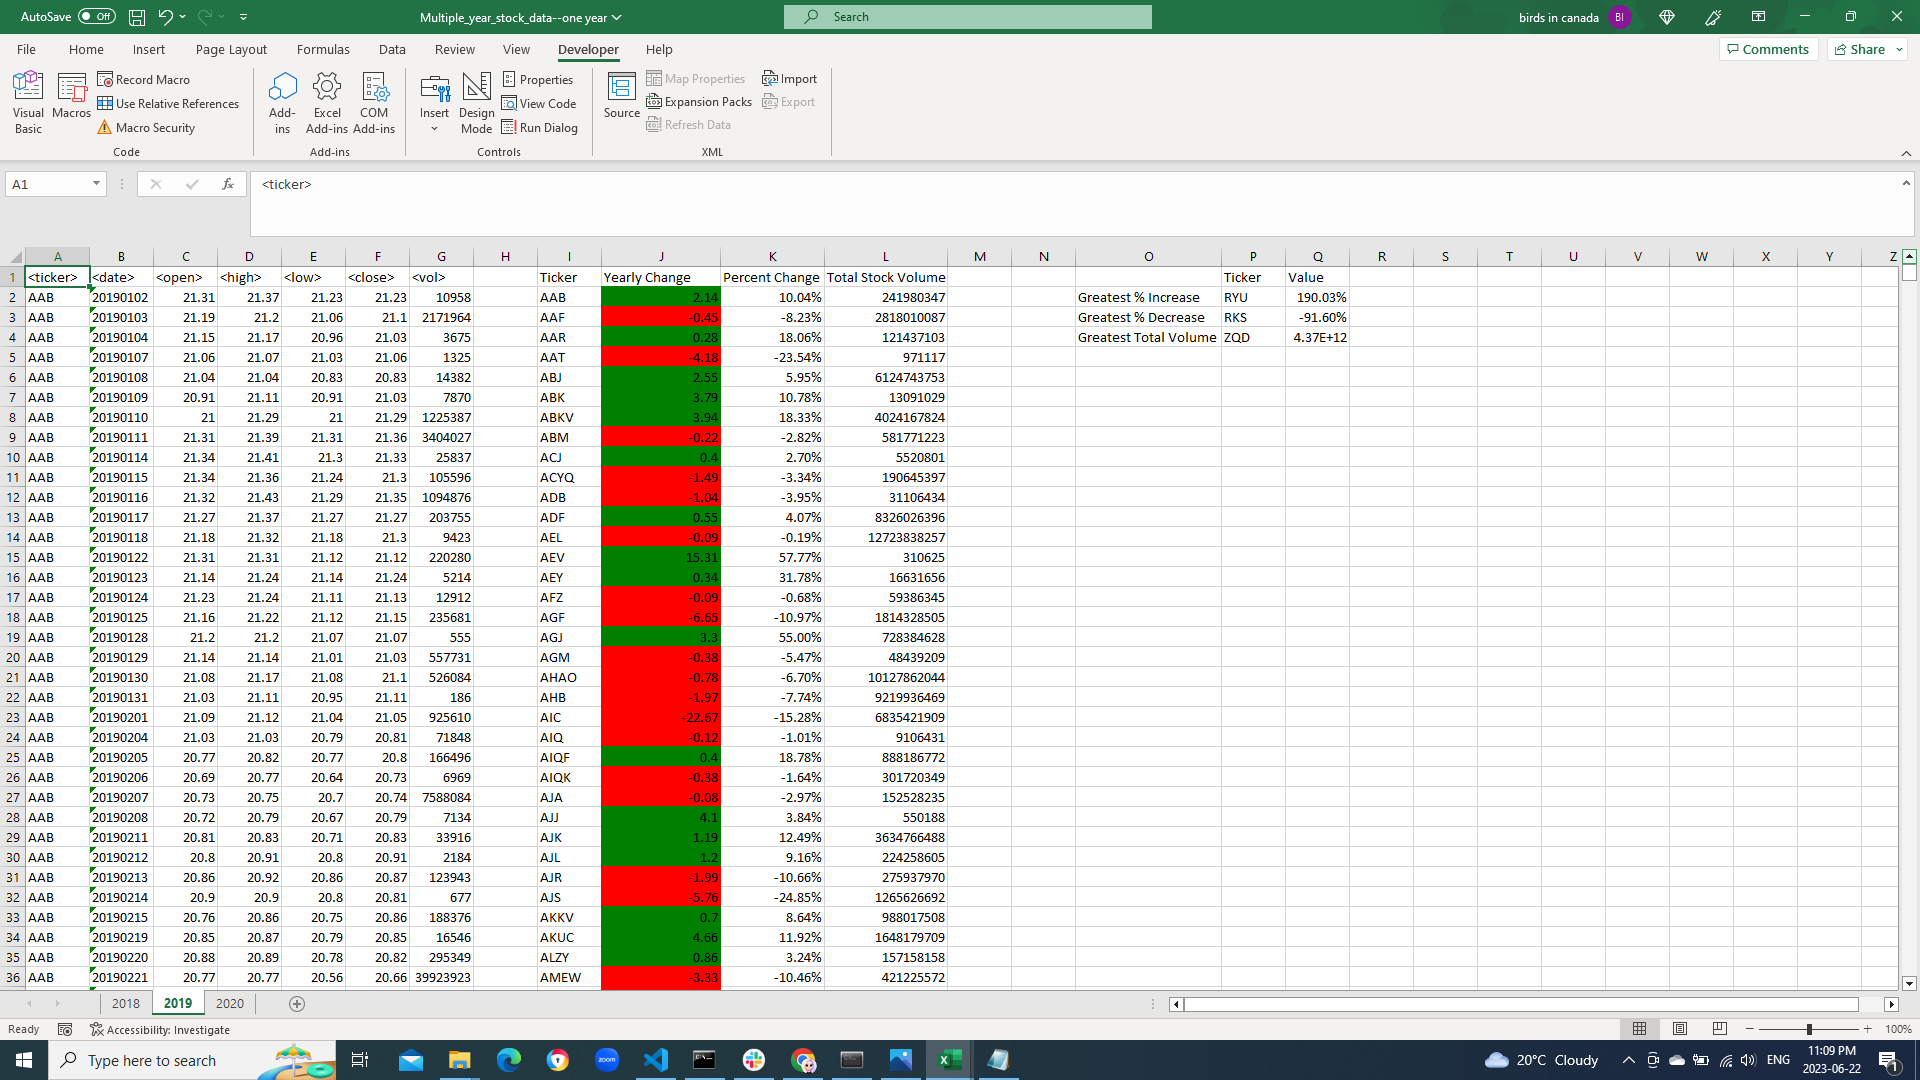 AutoSave Off Multiple_year_stock_data--one year Search birds in canada BI
File Home Insert Page Layout Formulas Data Review View Developer Help Comments Share
Visual Basic Macros Record Macro Use Relative References Macro Security Code
Add-ins Excel Add-ins COM Add-ins Add-ins
Insert Design Mode Properties View Code Run Dialog Controls
Source Map Properties Expansion Packs Refresh Data Import Export XML
A1 fx <ticker>
A B C D E F G H I J K L M N O P Q R S T U V W X Y Z
1 <ticker> <date> <open> <high> <low> <close> <vol> Ticker Yearly Change Percent Change Total Stock Volume Ticker Value
2 AAB 20190102 21.31 21.37 21.23 21.23 10958 AAB 2.14 10.04% 241980347 Greatest % Increase RYU 190.03%
3 AAB 20190103 21.19 21.2 21.06 21.1 2171964 AAF -0.45 -8.23% 2818010087 Greatest % Decrease RKS -91.60%
4 AAB 20190104 21.15 21.17 20.96 21.03 3675 AAR 0.28 18.06% 121437103 Greatest Total Volume ZQD 4.37E+12
5 AAB 20190107 21.06 21.07 21.03 21.06 1325 AAT -4.18 -23.54% 971117
6 AAB 20190108 21.04 21.04 20.83 20.83 14382 ABJ 2.55 5.95% 6124743753
7 AAB 20190109 20.91 21.11 20.91 21.03 7870 ABK 3.79 10.78% 13091029
8 AAB 20190110 21 21.29 21 21.29 1225387 ABKV 3.94 18.33% 4024167824
9 AAB 20190111 21.31 21.39 21.31 21.36 3404027 ABM -0.22 -2.82% 581771223
10 AAB 20190114 21.34 21.41 21.3 21.33 25837 ACJ 0.4 2.70% 5520801
11 AAB 20190115 21.34 21.36 21.24 21.3 105596 ACYQ -1.49 -3.34% 190645397
12 AAB 20190116 21.32 21.43 21.29 21.35 1094876 ADB -1.04 -3.95% 31106434
13 AAB 20190117 21.27 21.37 21.27 21.27 203755 ADF 0.55 4.07% 8326026396
14 AAB 20190118 21.18 21.32 21.18 21.3 9423 AEL -0.09 -0.19% 12723838257
15 AAB 20190122 21.31 21.31 21.12 21.12 220280 AEV 15.31 57.77% 310625
16 AAB 20190123 21.14 21.24 21.14 21.24 5214 AEY 0.34 31.78% 16631656
17 AAB 20190124 21.23 21.24 21.11 21.13 12912 AFZ -0.09 -0.68% 59386345
18 AAB 20190125 21.16 21.22 21.12 21.15 235681 AGF -6.65 -10.97% 1814328505
19 AAB 20190128 21.2 21.2 21.07 21.07 555 AGJ 3.3 55.00% 728384628
20 AAB 20190129 21.14 21.14 21.01 21.03 557731 AGM -0.38 -5.47% 48439209
21 AAB 20190130 21.08 21.17 21.08 21.1 526084 AHAO -0.78 -6.70% 10127862044
22 AAB 20190131 21.03 21.11 20.95 21.11 186 AHB -1.97 -7.74% 9219936469
23 AAB 20190201 21.09 21.12 21.04 21.05 925610 AIC -22.67 -15.28% 6835421909
24 AAB 20190204 21.03 21.03 20.79 20.81 71848 AIQ -0.12 -1.01% 9106431
25 AAB 20190205 20.77 20.82 20.77 20.8 166496 AIQF 0.4 18.78% 888186772
26 AAB 20190206 20.69 20.77 20.64 20.73 6969 AIQK -0.38 -1.64% 301720349
27 AAB 20190207 20.73 20.75 20.7 20.74 7588084 AJA -0.08 -2.97% 152528235
28 AAB 20190208 20.72 20.79 20.67 20.79 7134 AJJ 4.1 3.84% 550188
29 AAB 20190211 20.81 20.83 20.71 20.83 33916 AJK 1.19 12.49% 3634766488
30 AAB 20190212 20.8 20.91 20.8 20.91 2184 AJL 1.2 9.16% 224258605
31 AAB 20190213 20.86 20.92 20.86 20.87 123943 AJR -1.99 -10.66% 275937970
32 AAB 20190214 20.9 20.9 20.8 20.81 677 AJS -5.76 -24.85% 1265626692
33 AAB 20190215 20.76 20.86 20.75 20.86 188376 AKKV 0.7 8.64% 988017508
34 AAB 20190219 20.85 20.87 20.79 20.85 16546 AKUC 4.66 11.92% 1648179709
35 AAB 20190220 20.88 20.89 20.78 20.82 295349 ALZY 0.86 3.24% 157158158
36 AAB 20190221 20.77 20.77 20.56 20.66 39923923 AMEW -3.33 -10.46% 421225572
2018 2019 2020
Ready Accessibility: Investigate 100%
Type here to search zoom 20°C Cloudy ENG 11:09 PM
2023-06-22 1